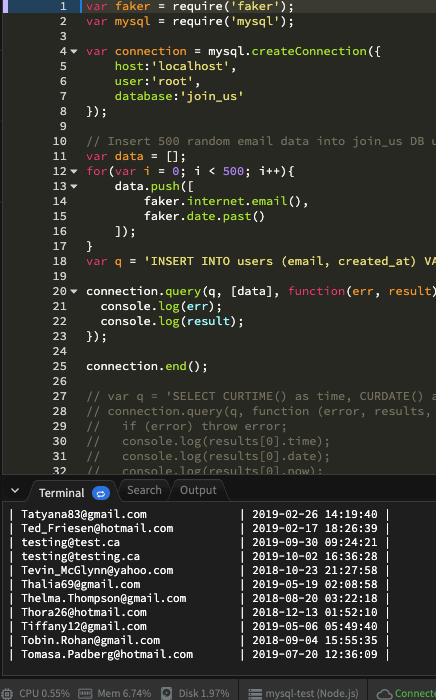 1 var faker = require('faker');
2 var mysql = require('mysql');
3
4 var connection = mysql.createConnection({
5 host:'localhost',
6 user:'root',
7 database:'join_us'
8 });
9
10 // Insert 500 random email data into join_us DB u
11 var data = [];
12 for(var i = 0; i < 500; i++){
13 data.push([
14 faker.internet.email(),
15 faker.date.past()
16 ]);
17 }
18 var q = 'INSERT INTO users (email, created_at) VA
19
20 connection.query(q, [data], function(err, result)
21 console.log(err);
22 console.log(result);
23 });
24
25 connection.end();
26
27 // var q = 'SELECT CURTIME() as time, CURDATE() a
28 // connection.query(q, function (error, results,
29 // if (error) throw error;
30 // console.log(results[0].time);
31 // console.log(results[0].date);
32 // console.log(results[0].now);
Terminal Search Output
| Tatyana83@gmail.com | 2019-02-26 14:19:40 |
| Ted_Friesen@hotmail.com | 2019-02-17 18:26:39 |
| testing@test.ca | 2019-09-30 09:24:21 |
| testing@testing.ca | 2019-10-02 16:36:28 |
| Tevin_McGlynn@yahoo.com | 2018-10-23 21:27:58 |
| Thalia69@gmail.com | 2018-05-19 02:08:58 |
| Thelma.Thompson@gmail.com | 2018-08-20 03:22:18 |
| Thora26@hotmail.com | 2018-12-13 01:52:10 |
| Tiffany12@gmail.com | 2019-05-06 05:49:40 |
| Tobin.Rohan@gmail.com | 2018-09-04 15:55:35 |
| Tomasa.Padberg@hotmail.com | 2019-07-20 12:36:09 |
CPU 0.55% Mem 6.74% Disk 1.97% mysql-test (Node.js) Connecte